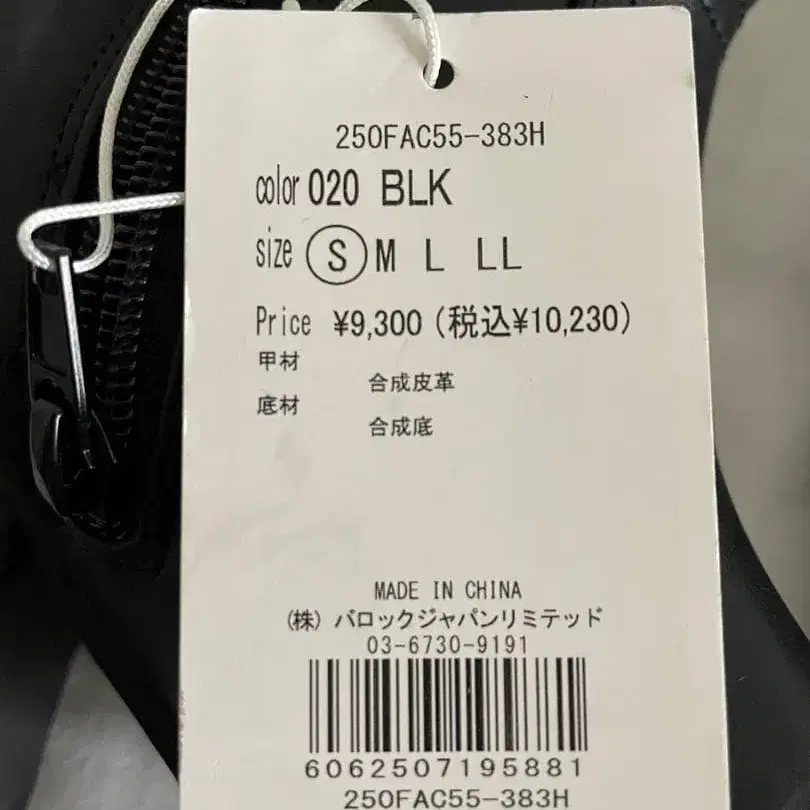 250FAC55-383H
color 020 BLK
size S M L LL
Price ¥9,300 (税込¥10,230)
甲材
合成皮革
底材
合成底
MADE IN CHINA
(株) バロックジャパンリミテッド
03-6730-9191
6062507195881
250FAC55-383H